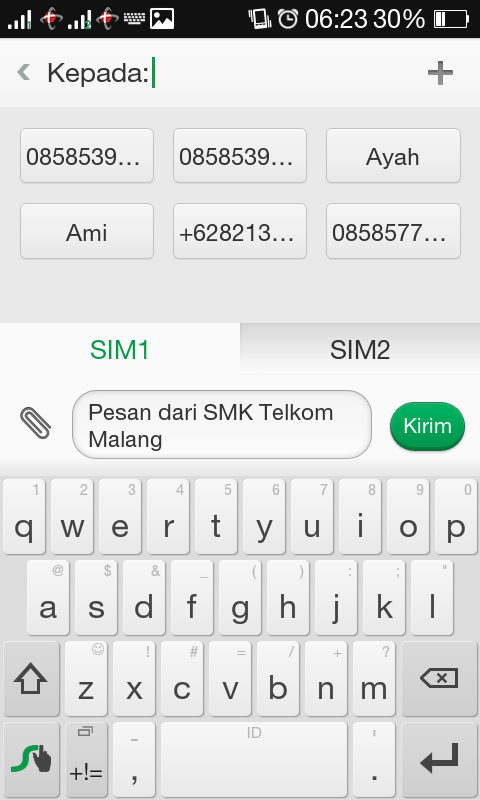 06:23 30%
Kepada:
0858539... 0858539... Ayah
Ami +628213... 0858577...
SIM1 SIM2
Pesan dari SMK Telkom
Malang
Kirim
1 2 3 4 5 6 7 8 9 0
q w e r t y u i o p
@ $ & _ ( ) : ; "
a s d f g h j k l
! # = / + ?
z x c v b n m
ID
+!= , .